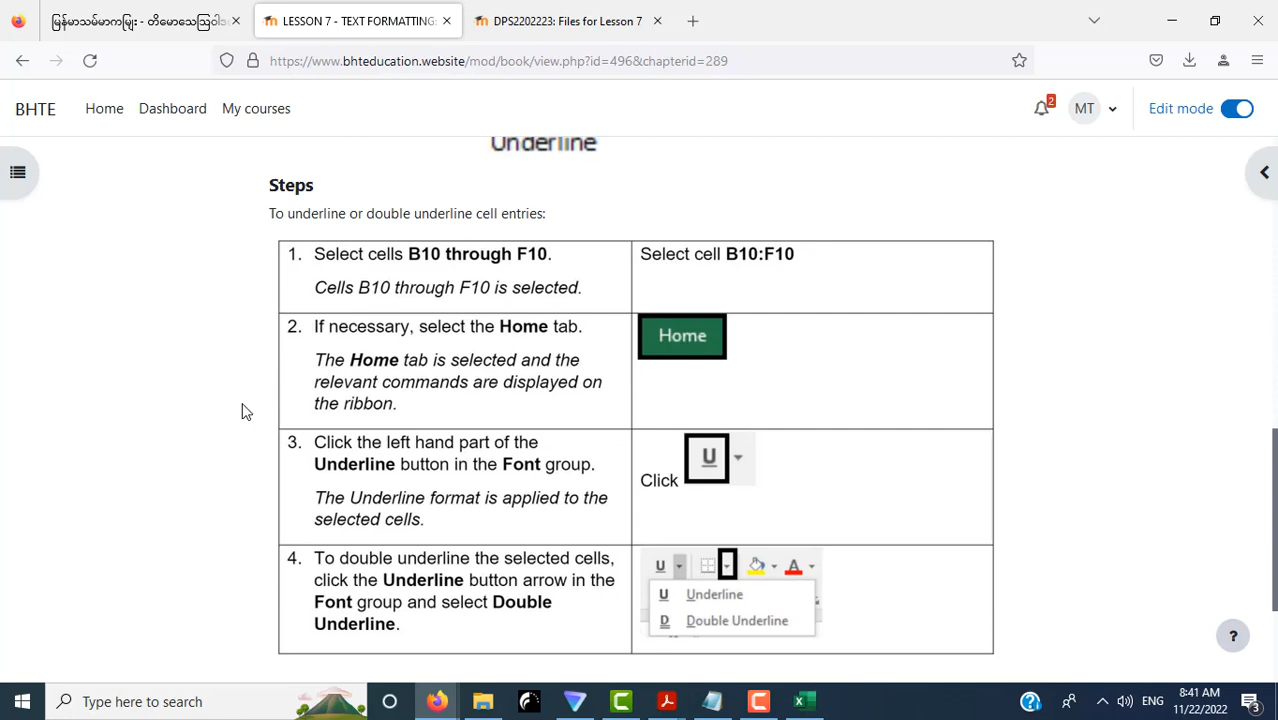 LESSON 7 - TEXT FORMATTING:
DPS2202223: Files for Lesson 7
https://www.bhteducation.website/mod/book/view.php?id=496&chapterid=289
BHTE
Home
Dashboard
My courses
2
MT
Edit mode
Underline
Steps
To underline or double underline cell entries:
1. Select cells B10 through F10.
Cells B10 through F10 is selected.
Select cell B10:F10
2. If necessary, select the Home tab.
The Home tab is selected and the
relevant commands are displayed on
the ribbon.
Home
3. Click the left hand part of the
Underline button in the Font group.
The Underline format is applied to the
selected cells.
Click U
4. To double underline the selected cells,
click the Underline button arrow in the
Font group and select Double
Underline.
U A
U Underline
D Double Underline
?
Type here to search
ENG
8:41 AM
11/22/2022
3